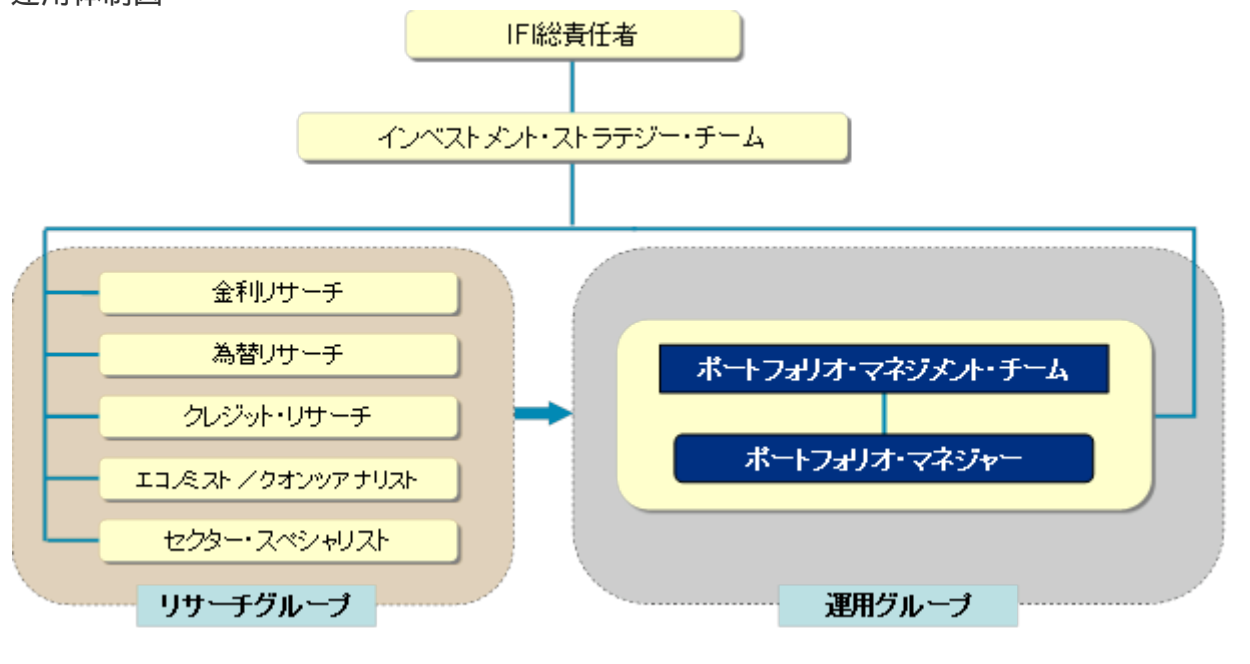 運用体制図
IFI総責任者
インベストメント・ストラテジー・チーム
金利リサーチ
為替リサーチ
クレジット・リサーチ
エコノミスト／クオンツアナリスト
セクター・スペシャリスト
リサーチグループ
ポートフォリオ・マネジメント・チーム
ポートフォリオ・マネジャー
運用グループ